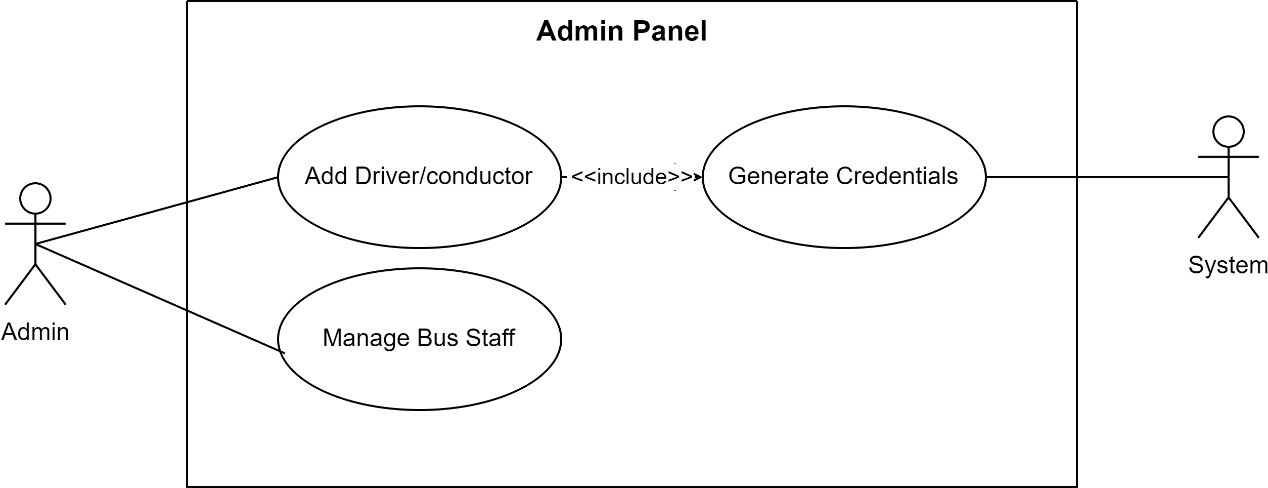 Admin Panel
Add Driver/conductor
<<include>>
Generate Credentials
System
Admin
Manage Bus Staff